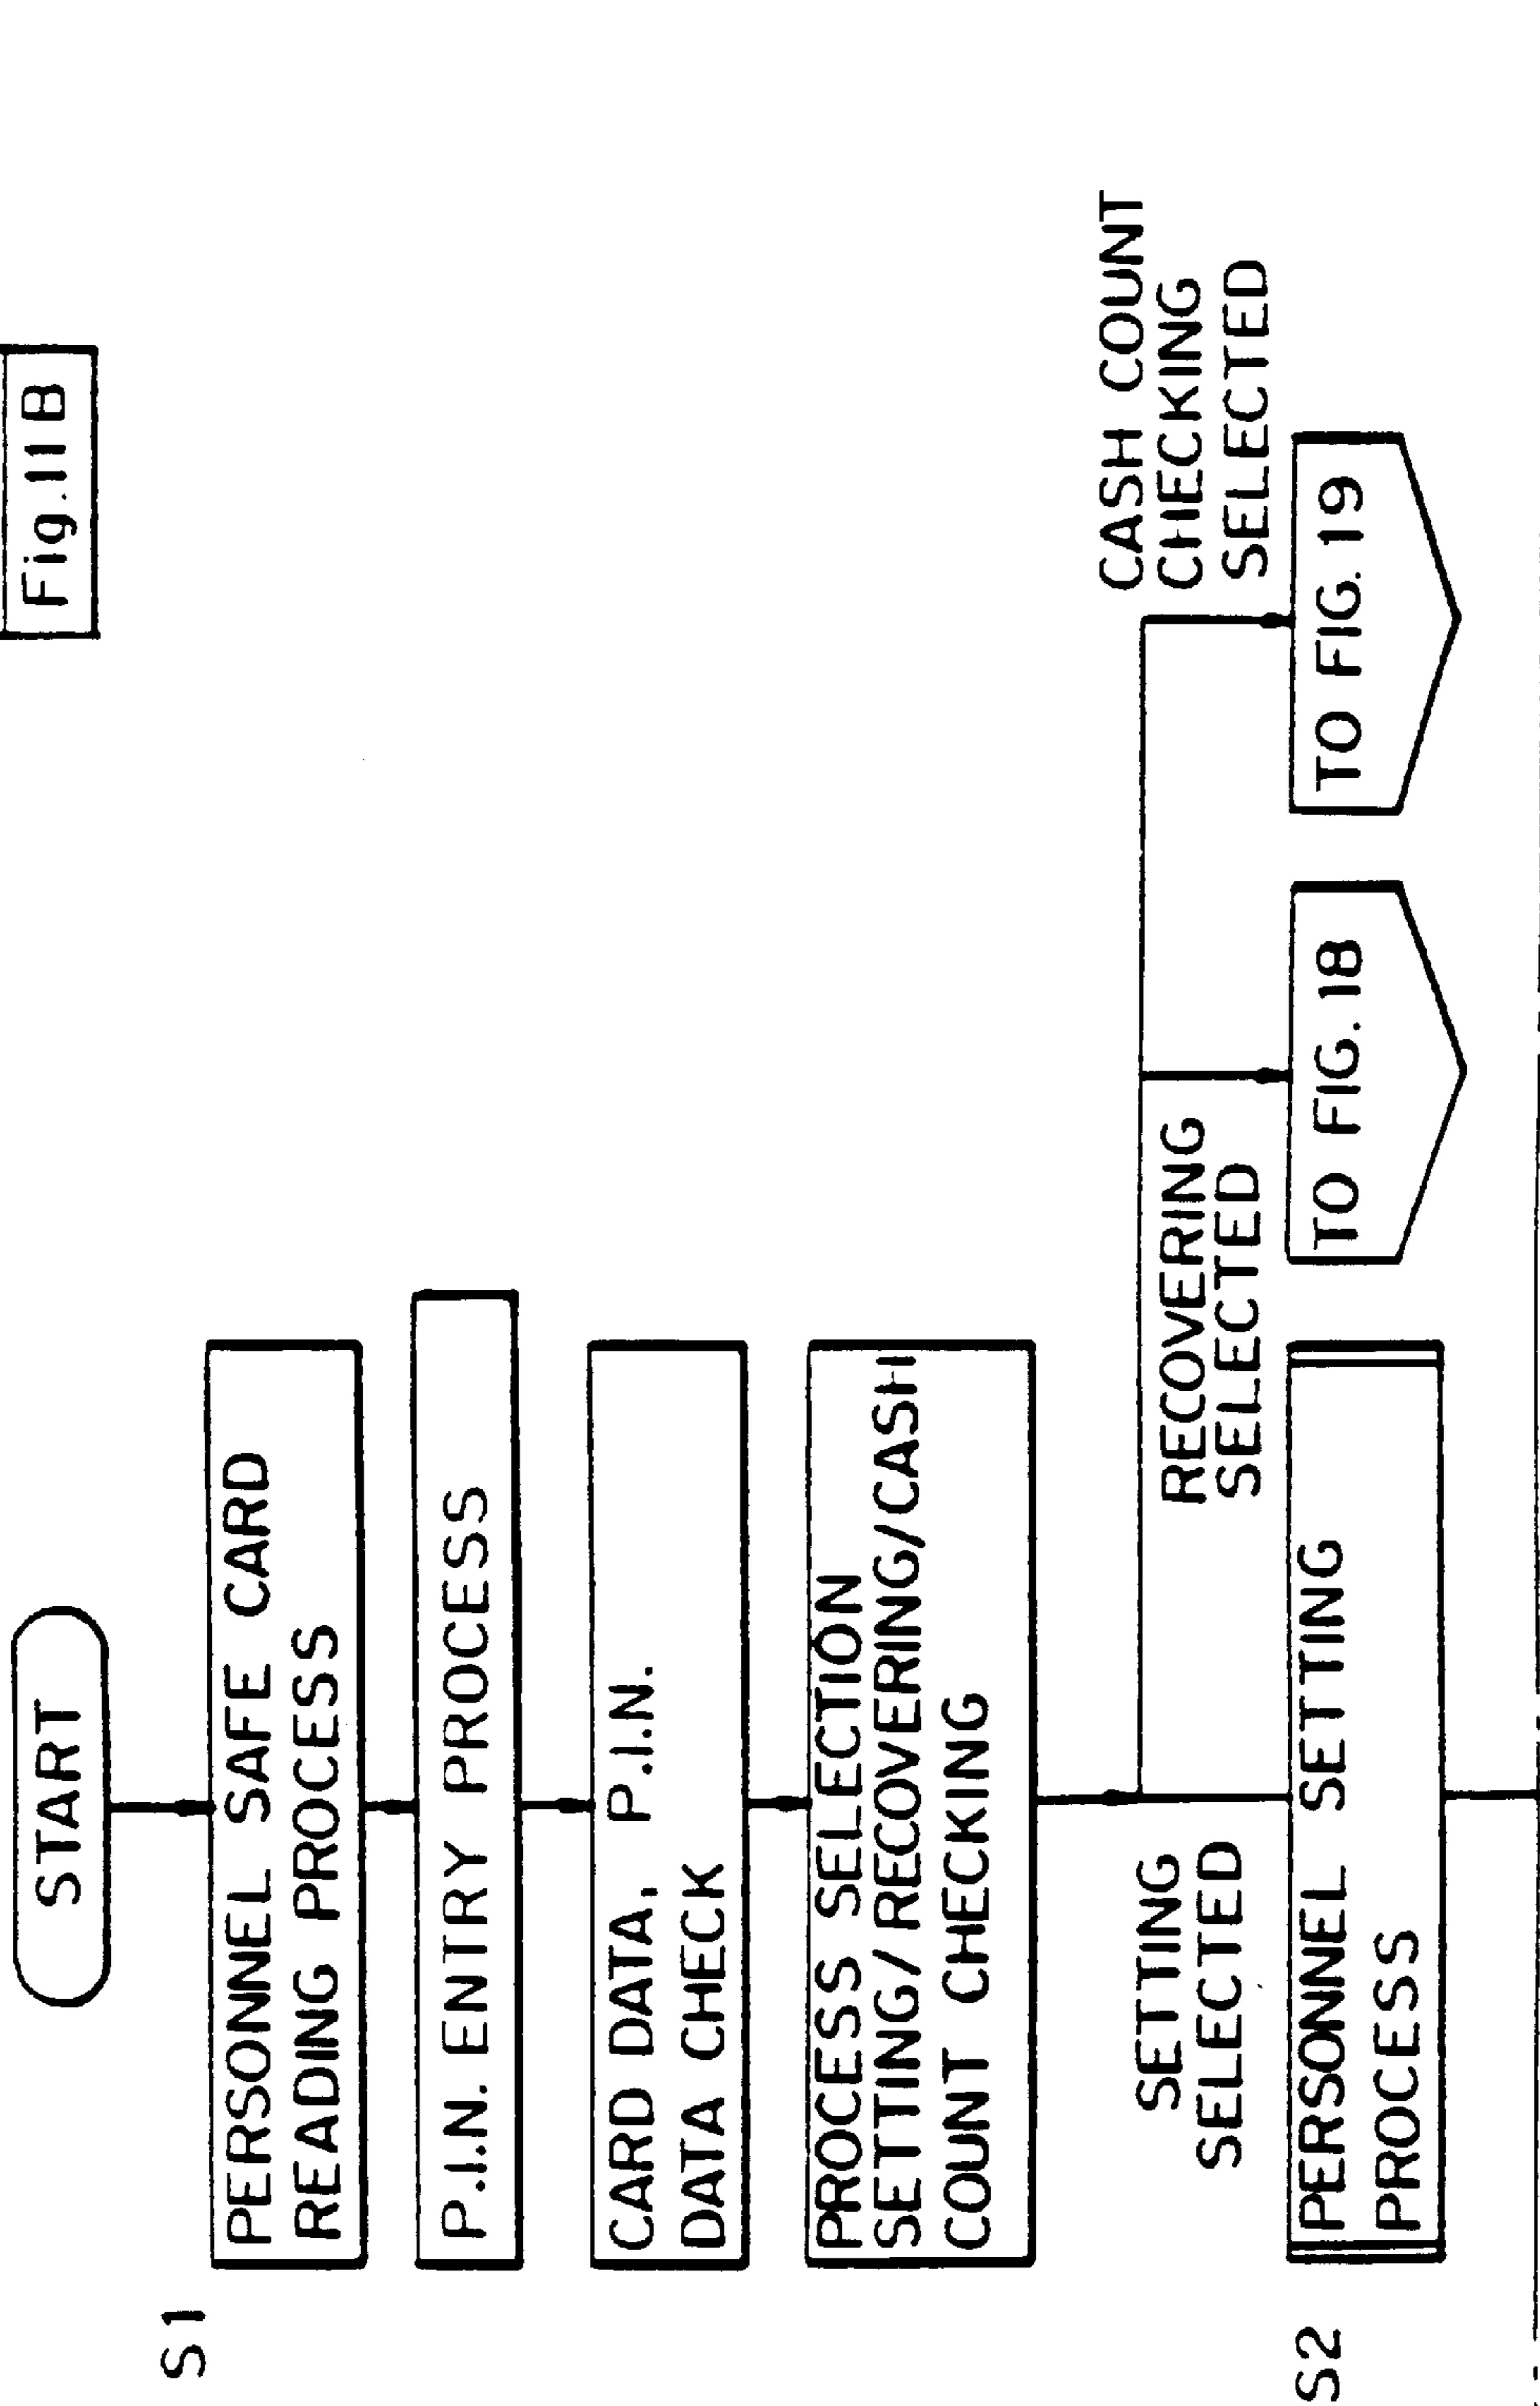 Fig.11B
START
S1
PERSONNEL SAFE CARD
READING PROCESS
P.I.N. ENTRY PROCESS
CARD DATA, P.I.N.
DATA CHECK
PROCESS SELECTION
SETTING/RECOVERING/CASH
COUNT CHECKING
SETTING
SELECTED
RECOVERING
SELECTED
CASH COUNT
CHECKING
SELECTED
S2
PERSONNEL SETTING
PROCESS
TO FIG.18
TO FIG.19